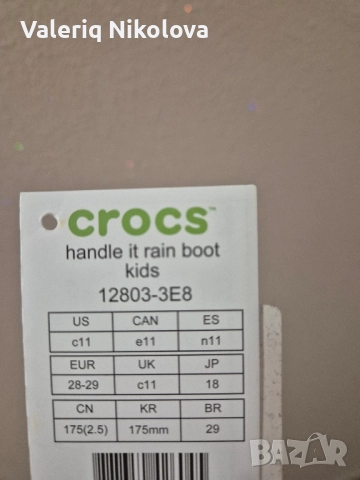 Valeriq Nikolova
crocs™
handle it rain boot
kids
12803-3E8
US CAN ES
c11 e11 n11
EUR UK JP
28-29 c11 18
CN KR BR
175(2.5) 175mm 29
BAZAR